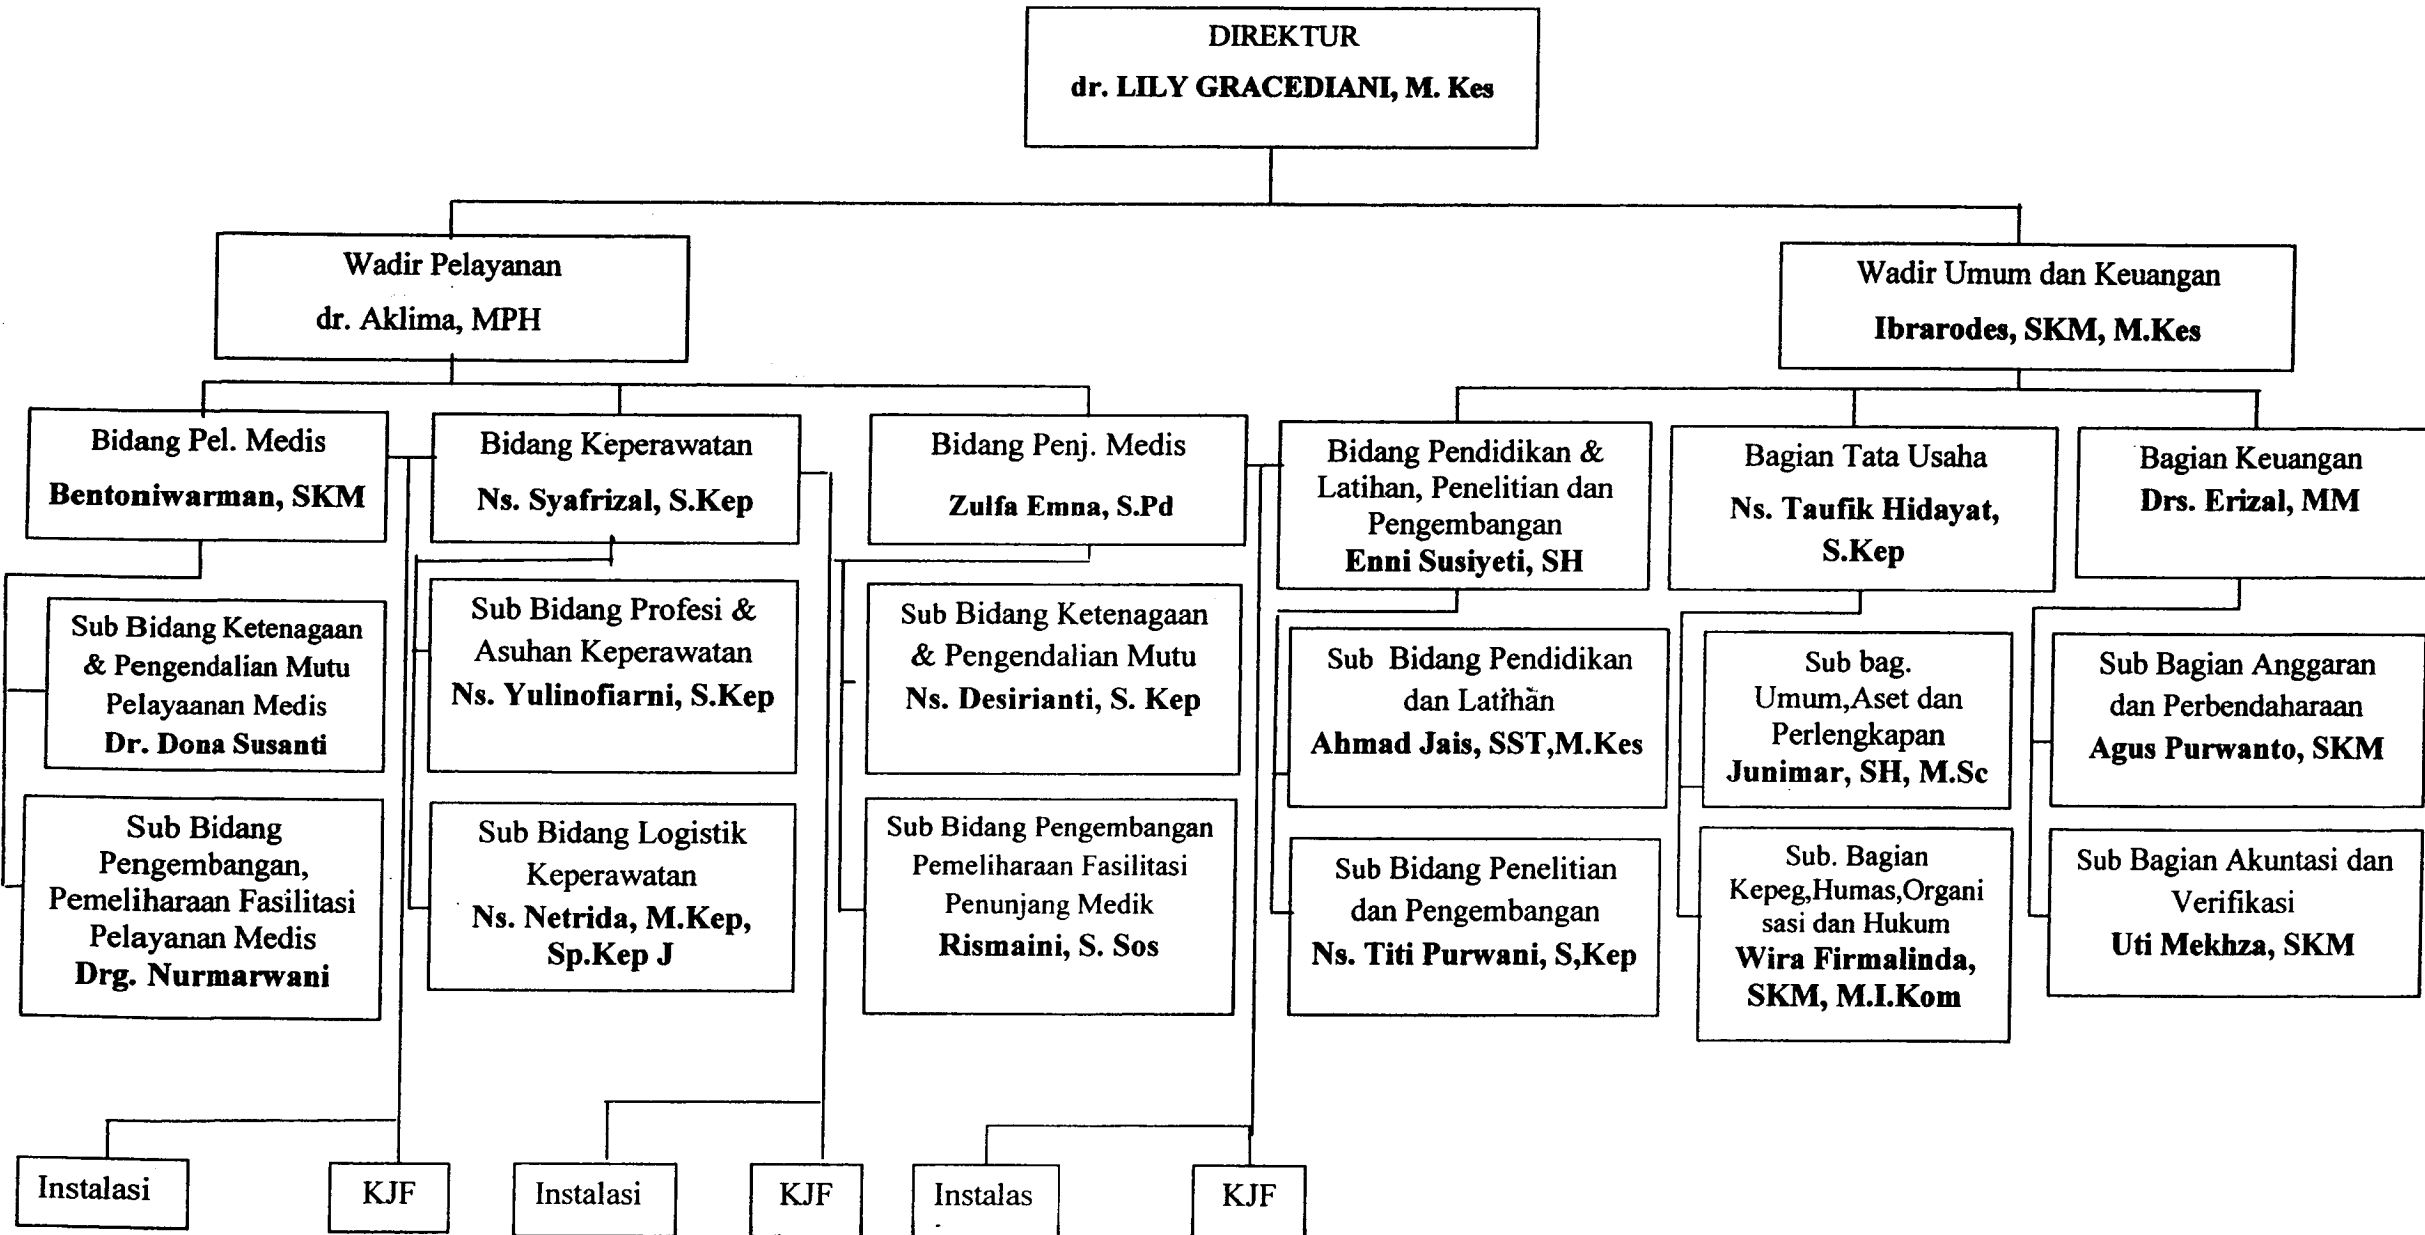 DIREKTUR
dr. LILY GRACEDIANI, M. Kes
Wadir Pelayanan
dr. Aklima, MPH
Wadir Umum dan Keuangan
Ibrarodes, SKM, M.Kes
Bidang Pel. Medis
Bentoniwarman, SKM
Bidang Keperawatan
Ns. Syafrizal, S.Kep
Bidang Penj. Medis
Zulfa Emna, S.Pd
Bidang Pendidikan &
Latihan, Penelitian dan
Pengembangan
Enni Susiyeti, SH
Bagian Tata Usaha
Ns. Taufik Hidayat,
S.Kep
Bagian Keuangan
Drs. Erizal, MM
Sub Bidang Ketenagaan
& Pengendalian Mutu
Pelayaanan Medis
Dr. Dona Susanti
Sub Bidang Profesi &
Asuhan Keperawatan
Ns. Yulinofiarni, S.Kep
Sub Bidang Ketenagaan
& Pengendalian Mutu
Ns. Desirianti, S. Kep
Sub Bidang Pendidikan
dan Latihan
Ahmad Jais, SST,M.Kes
Sub bag.
Umum,Aset dan
Perlengkapan
Junimar, SH, M.Sc
Sub Bagian Anggaran
dan Perbendaharaan
Agus Purwanto, SKM
Sub Bidang
Pengembangan,
Pemeliharaan Fasilitasi
Pelayanan Medis
Drg. Nurmarwani
Sub Bidang Logistik
Keperawatan
Ns. Netrida, M.Kep,
Sp.Kep J
Sub Bidang Pengembangan
Pemeliharaan Fasilitasi
Penunjang Medik
Rismaini, S. Sos
Sub Bidang Penelitian
dan Pengembangan
Ns. Titi Purwani, S,Kep
Sub. Bagian
Kepeg,Humas,Organi
sasi dan Hukum
Wira Firmalinda,
SKM, M.I.Kom
Sub Bagian Akuntasi dan
Verifikasi
Uti Mekhza, SKM
Instalasi
KJF
Instalasi
KJF
Instalas
KJF